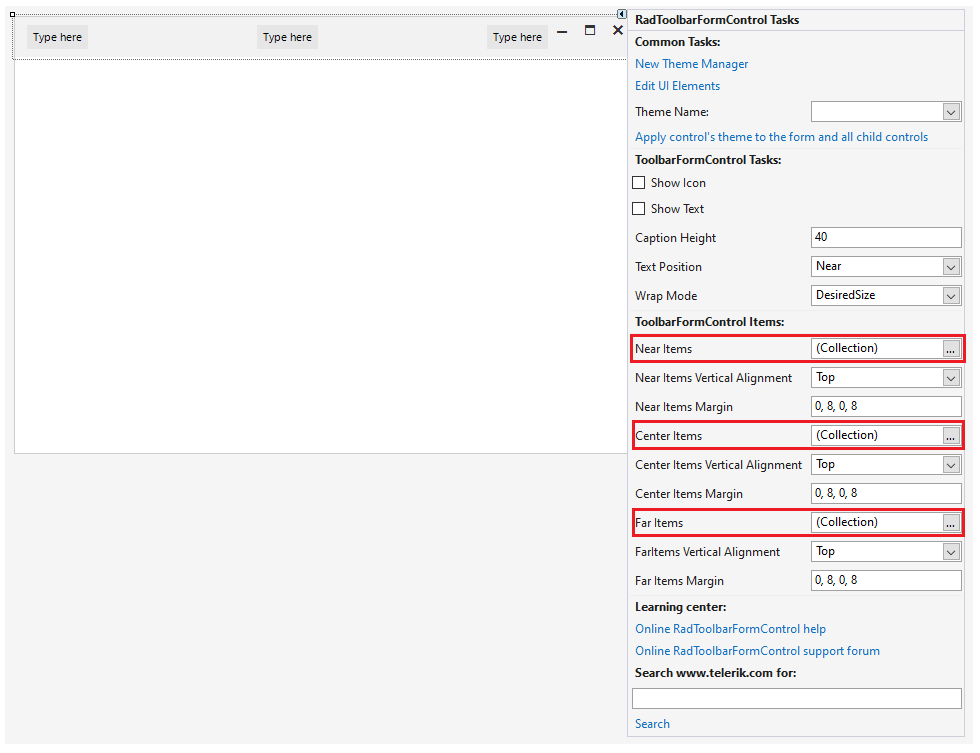 Type here Type here Type here
RadToolbarFormControl Tasks
Common Tasks:
New Theme Manager
Edit UI Elements
Theme Name:
Apply control's theme to the form and all child controls
ToolbarFormControl Tasks:
Show Icon
Show Text
Caption Height 40
Text Position Near
Wrap Mode DesiredSize
ToolbarFormControl Items:
Near Items (Collection) ...
Near Items Vertical Alignment Top
Near Items Margin 0, 8, 0, 8
Center Items (Collection) ...
Center Items Vertical Alignment Top
Center Items Margin 0, 8, 0, 8
Far Items (Collection) ...
FarItems Vertical Alignment Top
Far Items Margin 0, 8, 0, 8
Learning center:
Online RadToolbarFormControl help
Online RadToolbarFormControl support forum
Search www.telerik.com for:
Search